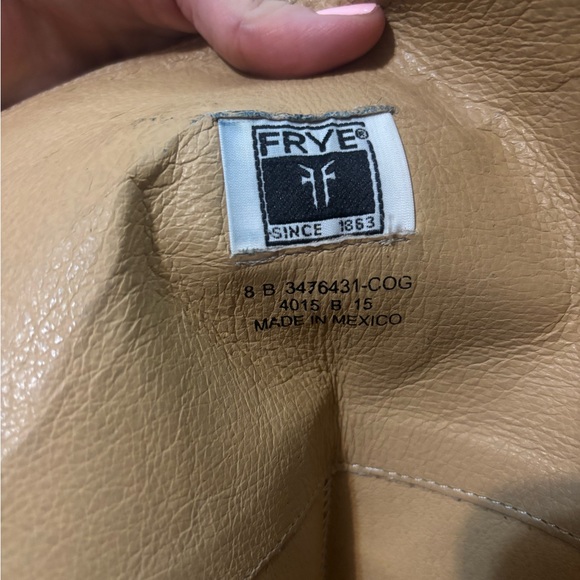 FRYE®
SINCE 1863
8 B 3476431-COG
4015 B 15
MADE IN MEXICO